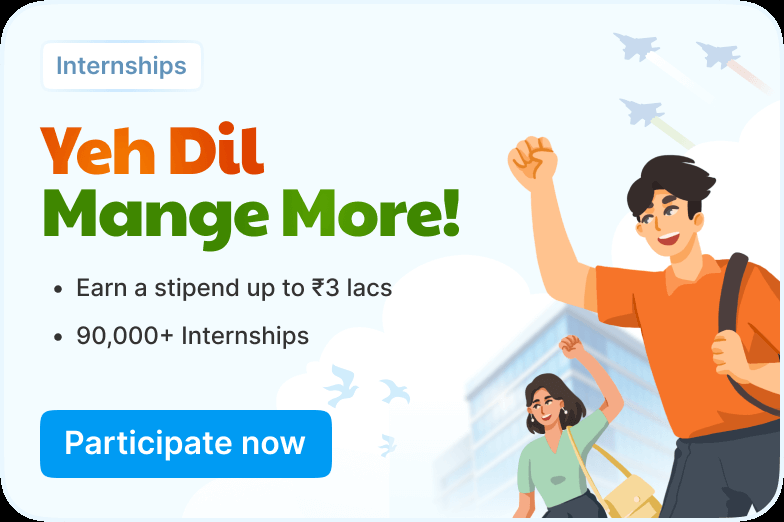 Internships
Yeh Dil
Mange More!
• Earn a stipend up to ₹3 lacs
• 90,000+ Internships
Participate now